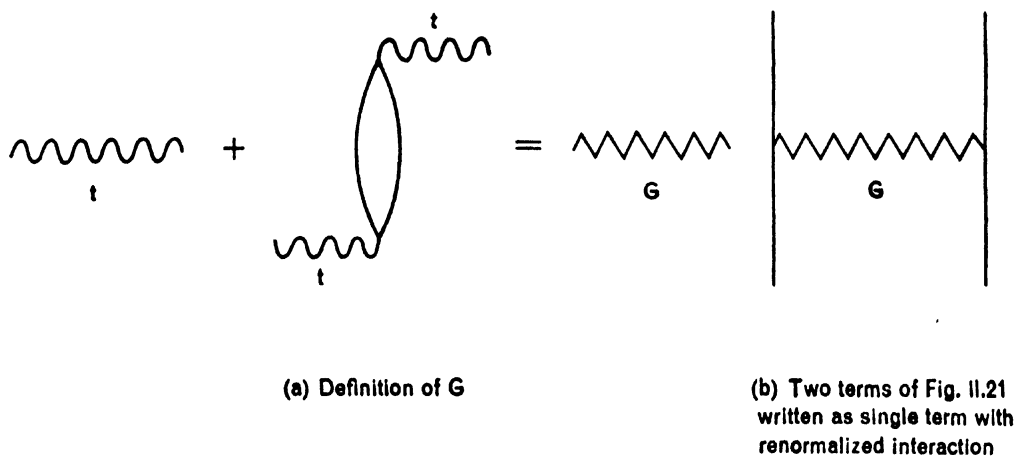 t
+
t
t
=
G
G
(a) Definition of G
(b) Two terms of Fig. II.21
written as single term with
renormalized interaction